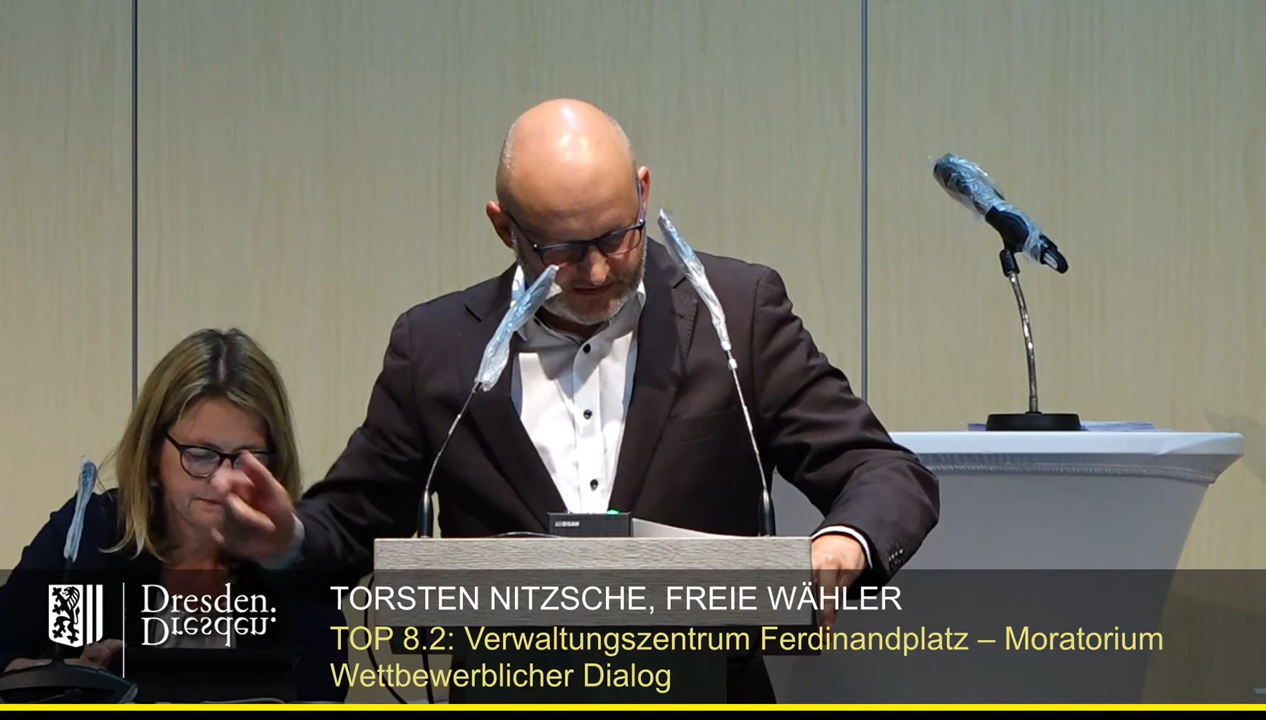 Dresden.
Dresden.
TORSTEN NITZSCHE, FREIE WÄHLER
TOP 8.2: Verwaltungszentrum Ferdinandplatz – Moratorium
Wettbewerblicher Dialog